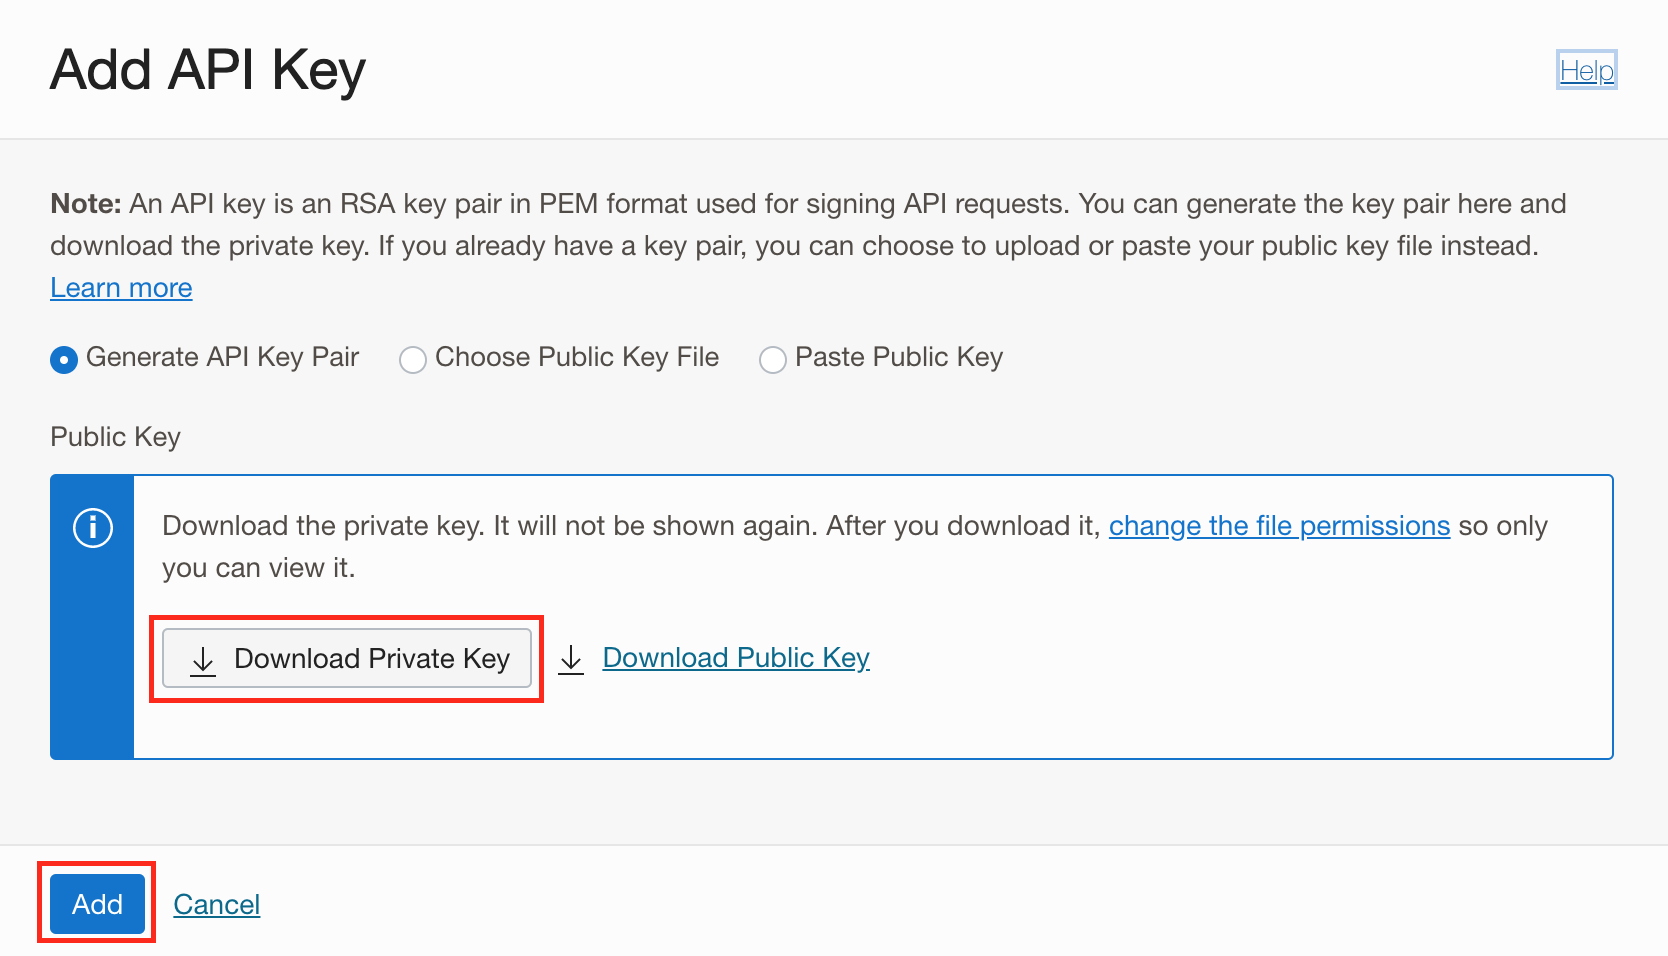 Add API Key
Help
Note: An API key is an RSA key pair in PEM format used for signing API requests. You can generate the key pair here and
download the private key. If you already have a key pair, you can choose to upload or paste your public key file instead.
Learn more
Generate API Key Pair Choose Public Key File Paste Public Key
Public Key
Download the private key. It will not be shown again. After you download it, change the file permissions so only
you can view it.
Download Private Key Download Public Key
Add Cancel